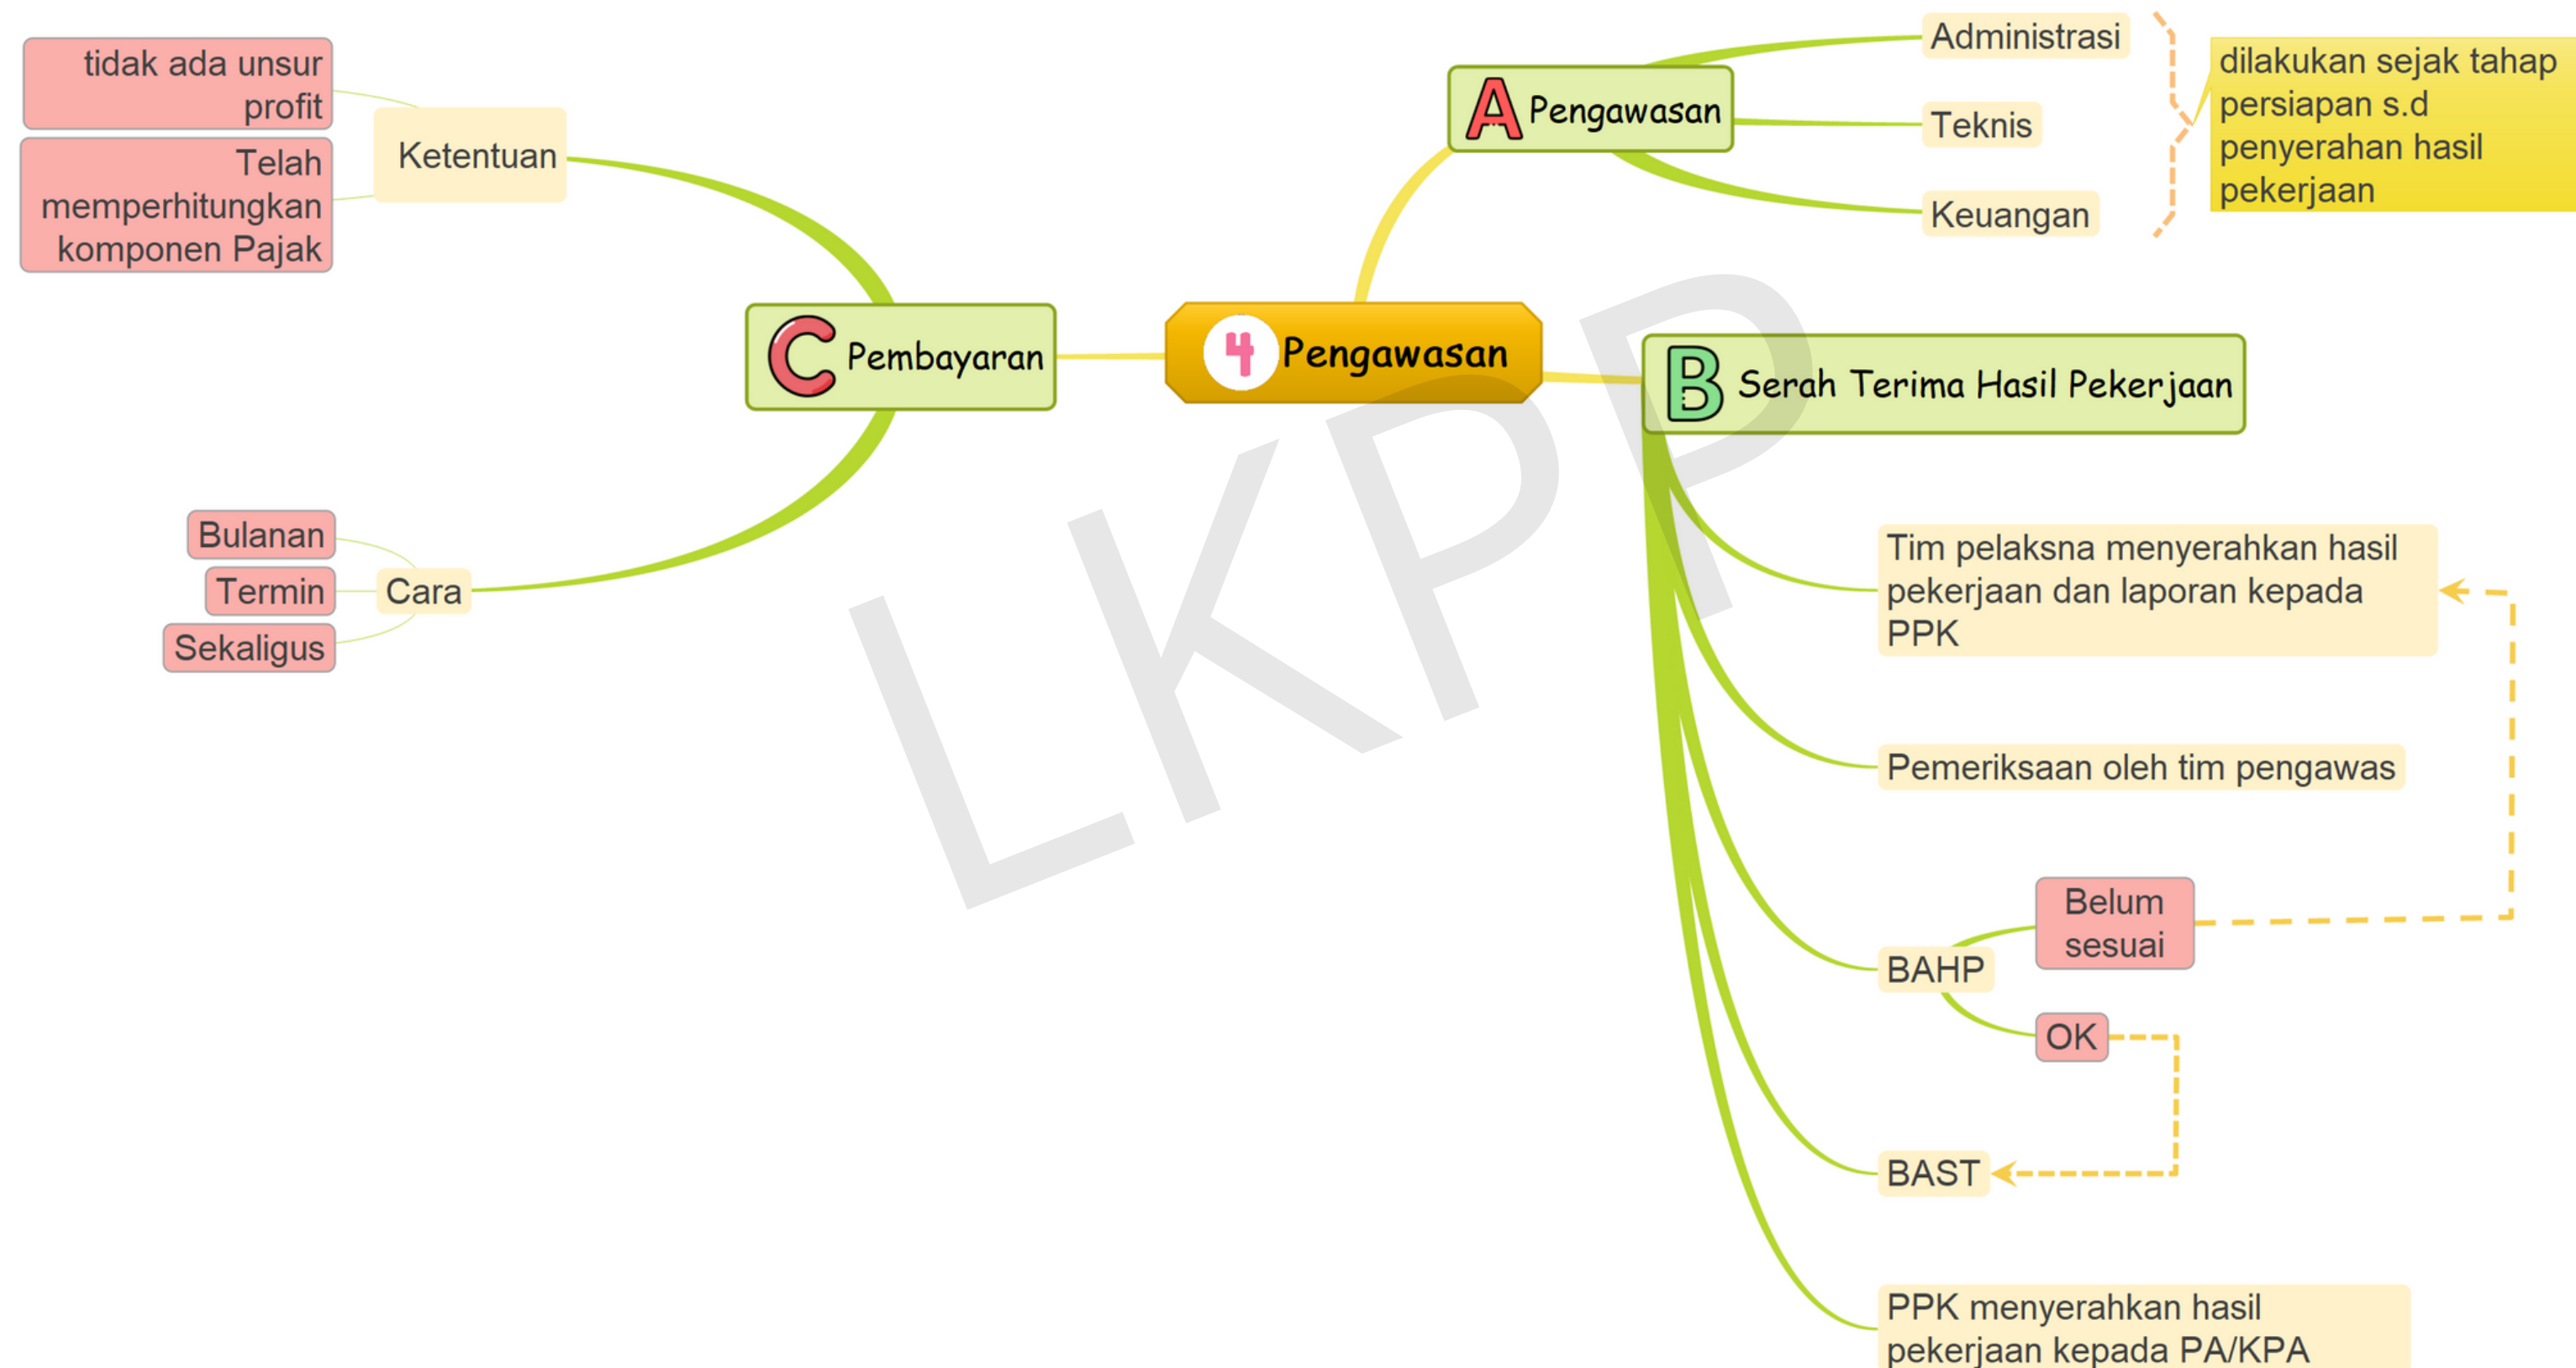 4 Pengawasan
A Pengawasan
Administrasi
Teknis
Keuangan
dilakukan sejak tahap
persiapan s.d
penyerahan hasil
pekerjaan
B Serah Terima Hasil Pekerjaan
Tim pelaksna menyerahkan hasil
pekerjaan dan laporan kepada
PPK
Pemeriksaan oleh tim pengawas
BAHP
Belum
sesuai
OK
BAST
PPK menyerahkan hasil
pekerjaan kepada PA/KPA
C Pembayaran
Ketentuan
tidak ada unsur
profit
Telah
memperhitungkan
komponen Pajak
Cara
Bulanan
Termin
Sekaligus
LKPP